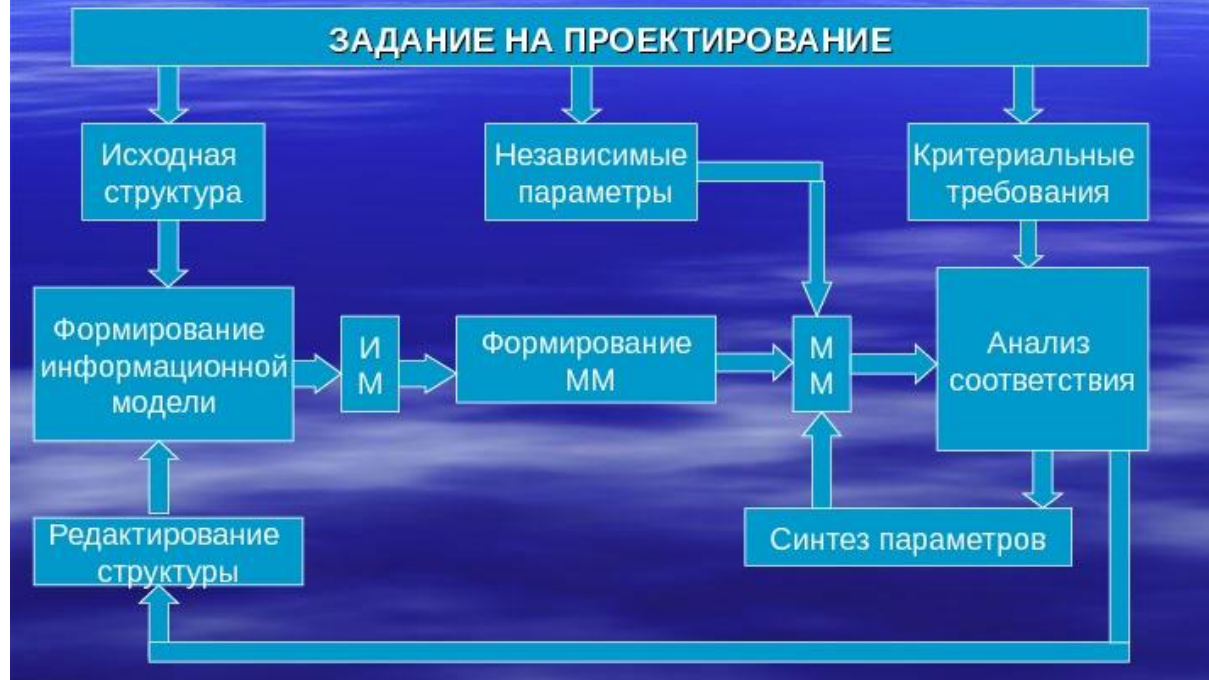 ЗАДАНИЕ НА ПРОЕКТИРОВАНИЕ
Исходная
структура
Независимые
параметры
Критериальные
требования
Формирование
информационной
модели
И
М
Формирование
ММ
М
М
Анализ
соответствия
Редактирование
структуры
Синтез параметров